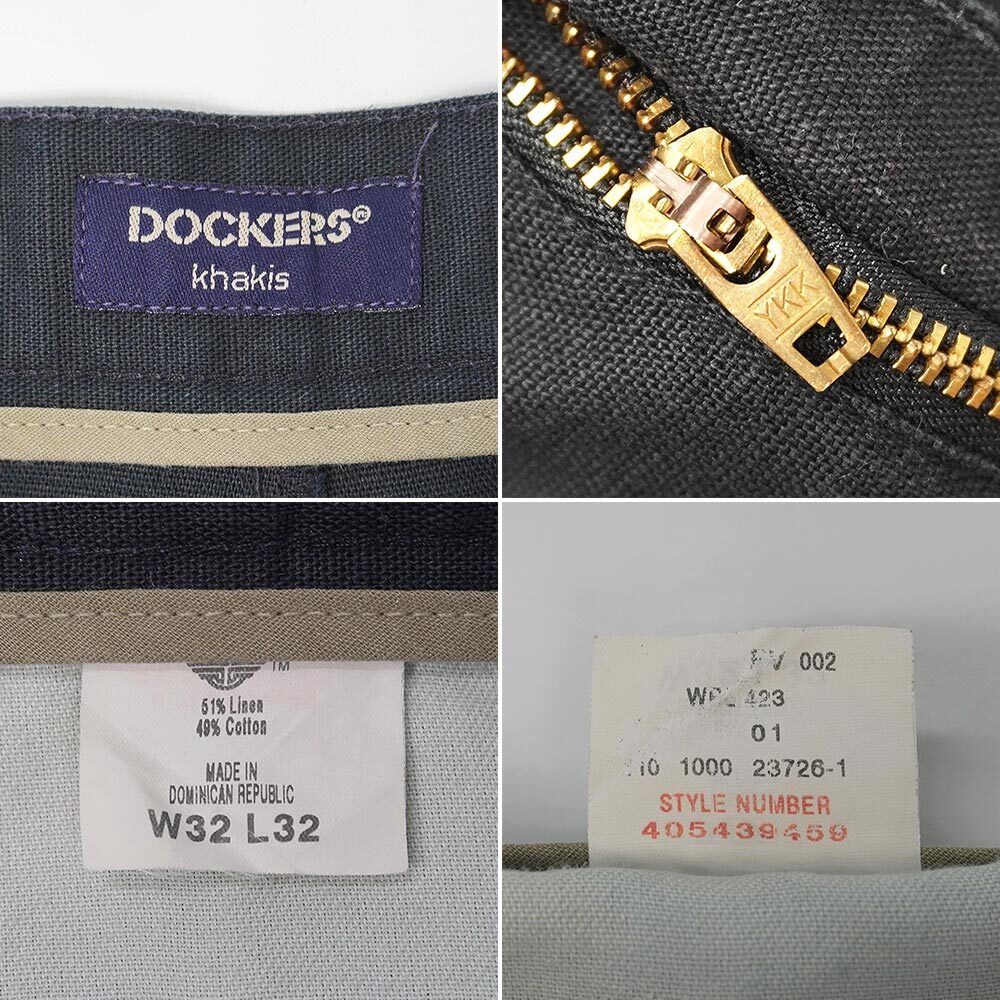 DOCKERS®
khakis
YKK
TM
51% Linen
49% Cotton
MADE IN
DOMINICAN REPUBLIC
W32 L32
002
423
01
1000 23726-1
STYLE NUMBER
405439459